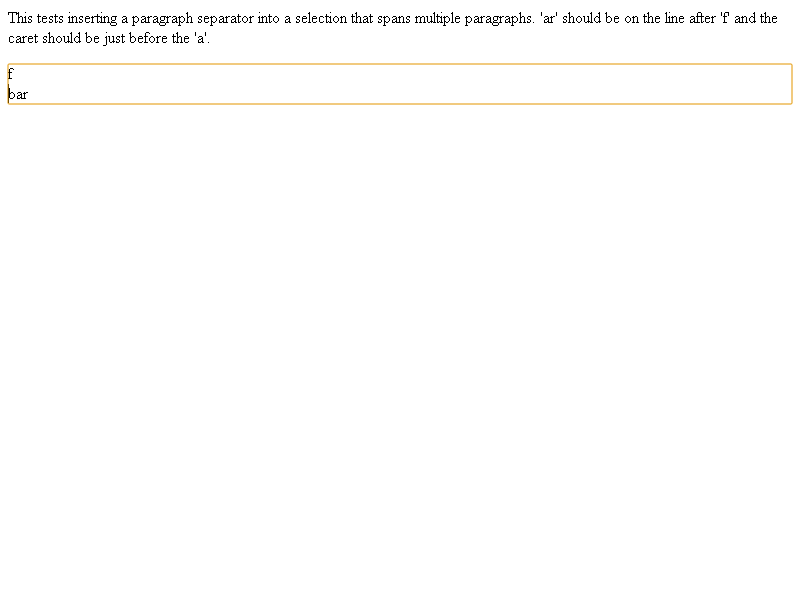 This tests inserting a paragraph separator into a selection that spans multiple paragraphs. 'ar' should be on the line after 'f' and the
caret should be just before the 'a'.
f
bar